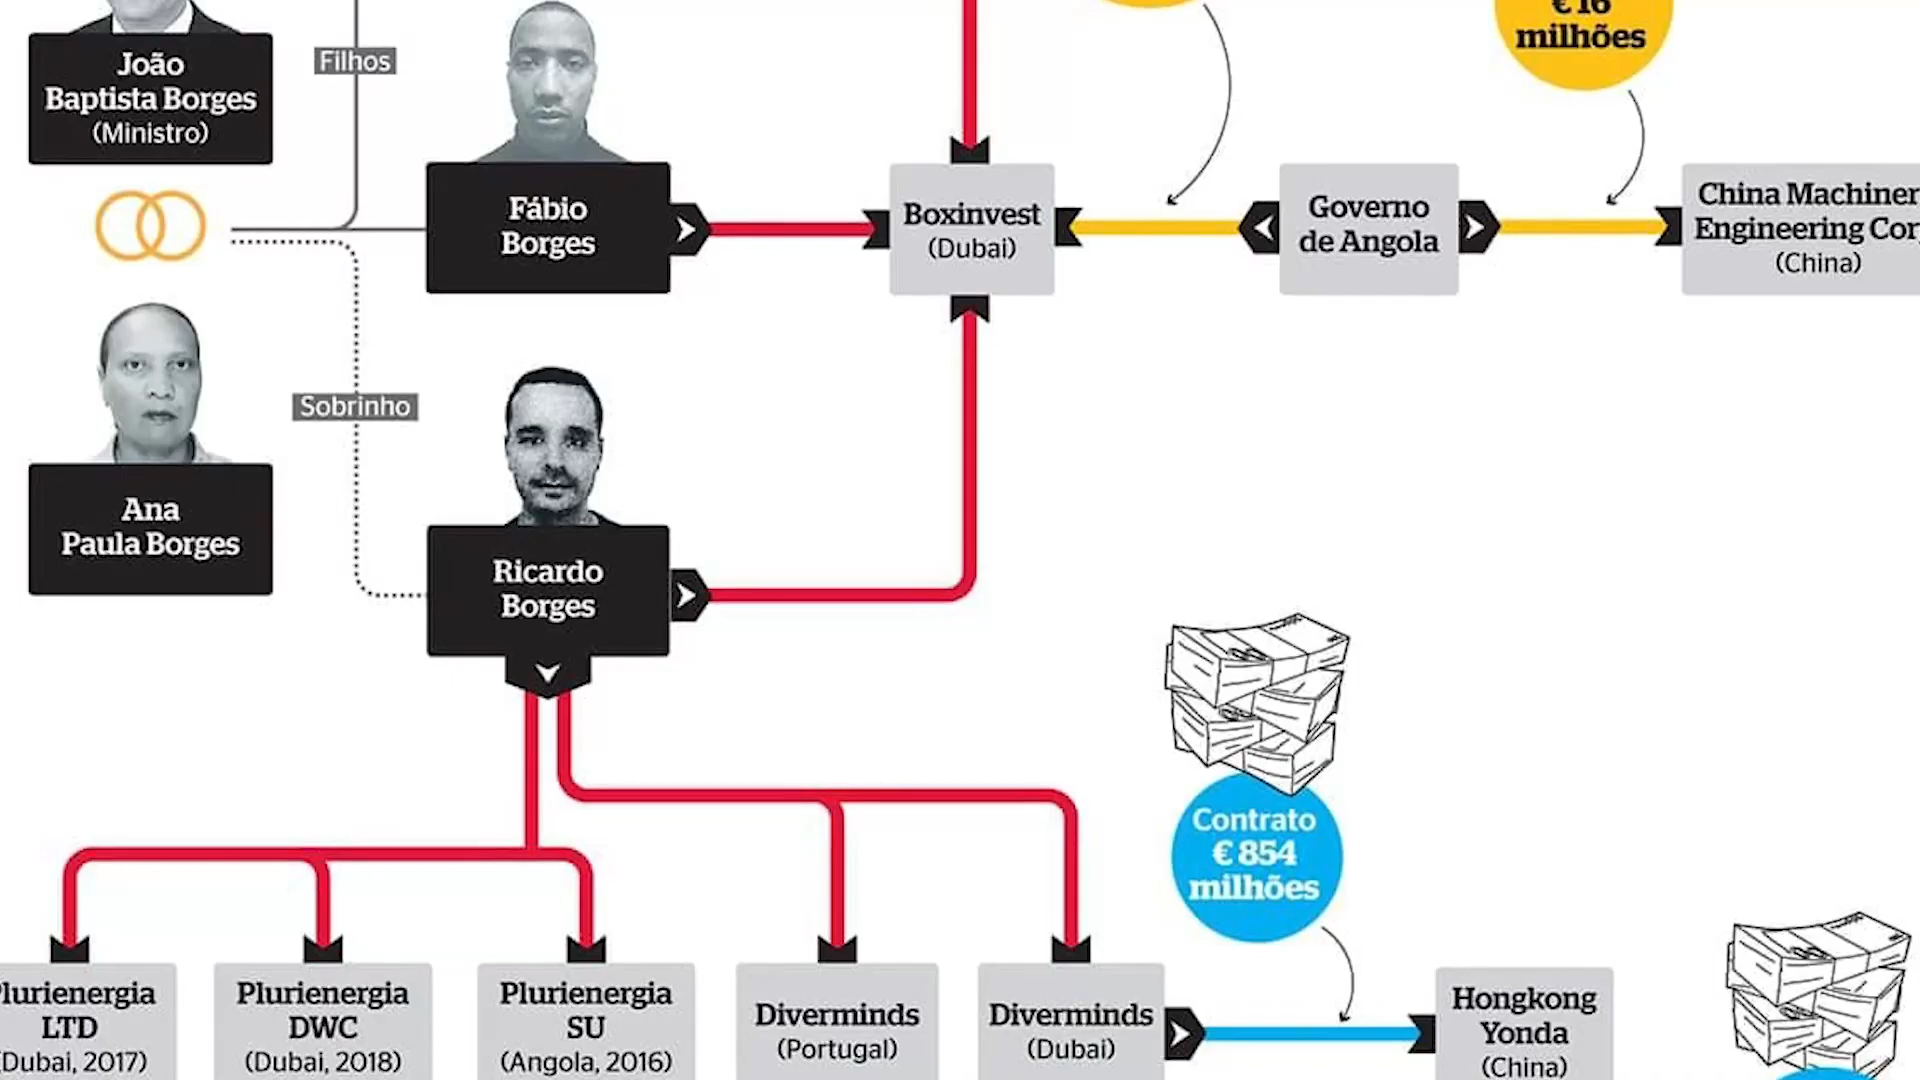 € 16
milhões
João
Baptista Borges
(Ministro)
Filhos
Fábio
Borges
Boxinvest
(Dubai)
Governo
de Angola
China Machiner
Engineering Cor
(China)
Sobrinho
Ana
Paula Borges
Ricardo
Borges
Contrato
€ 854
milhões
lurienergia
LTD
(Dubai, 2017)
Plurienergia
DWC
(Dubai, 2018)
Plurienergia
SU
(Angola, 2016)
Diverminds
(Portugal)
Diverminds
(Dubai)
Hongkong
Yonda
(China)